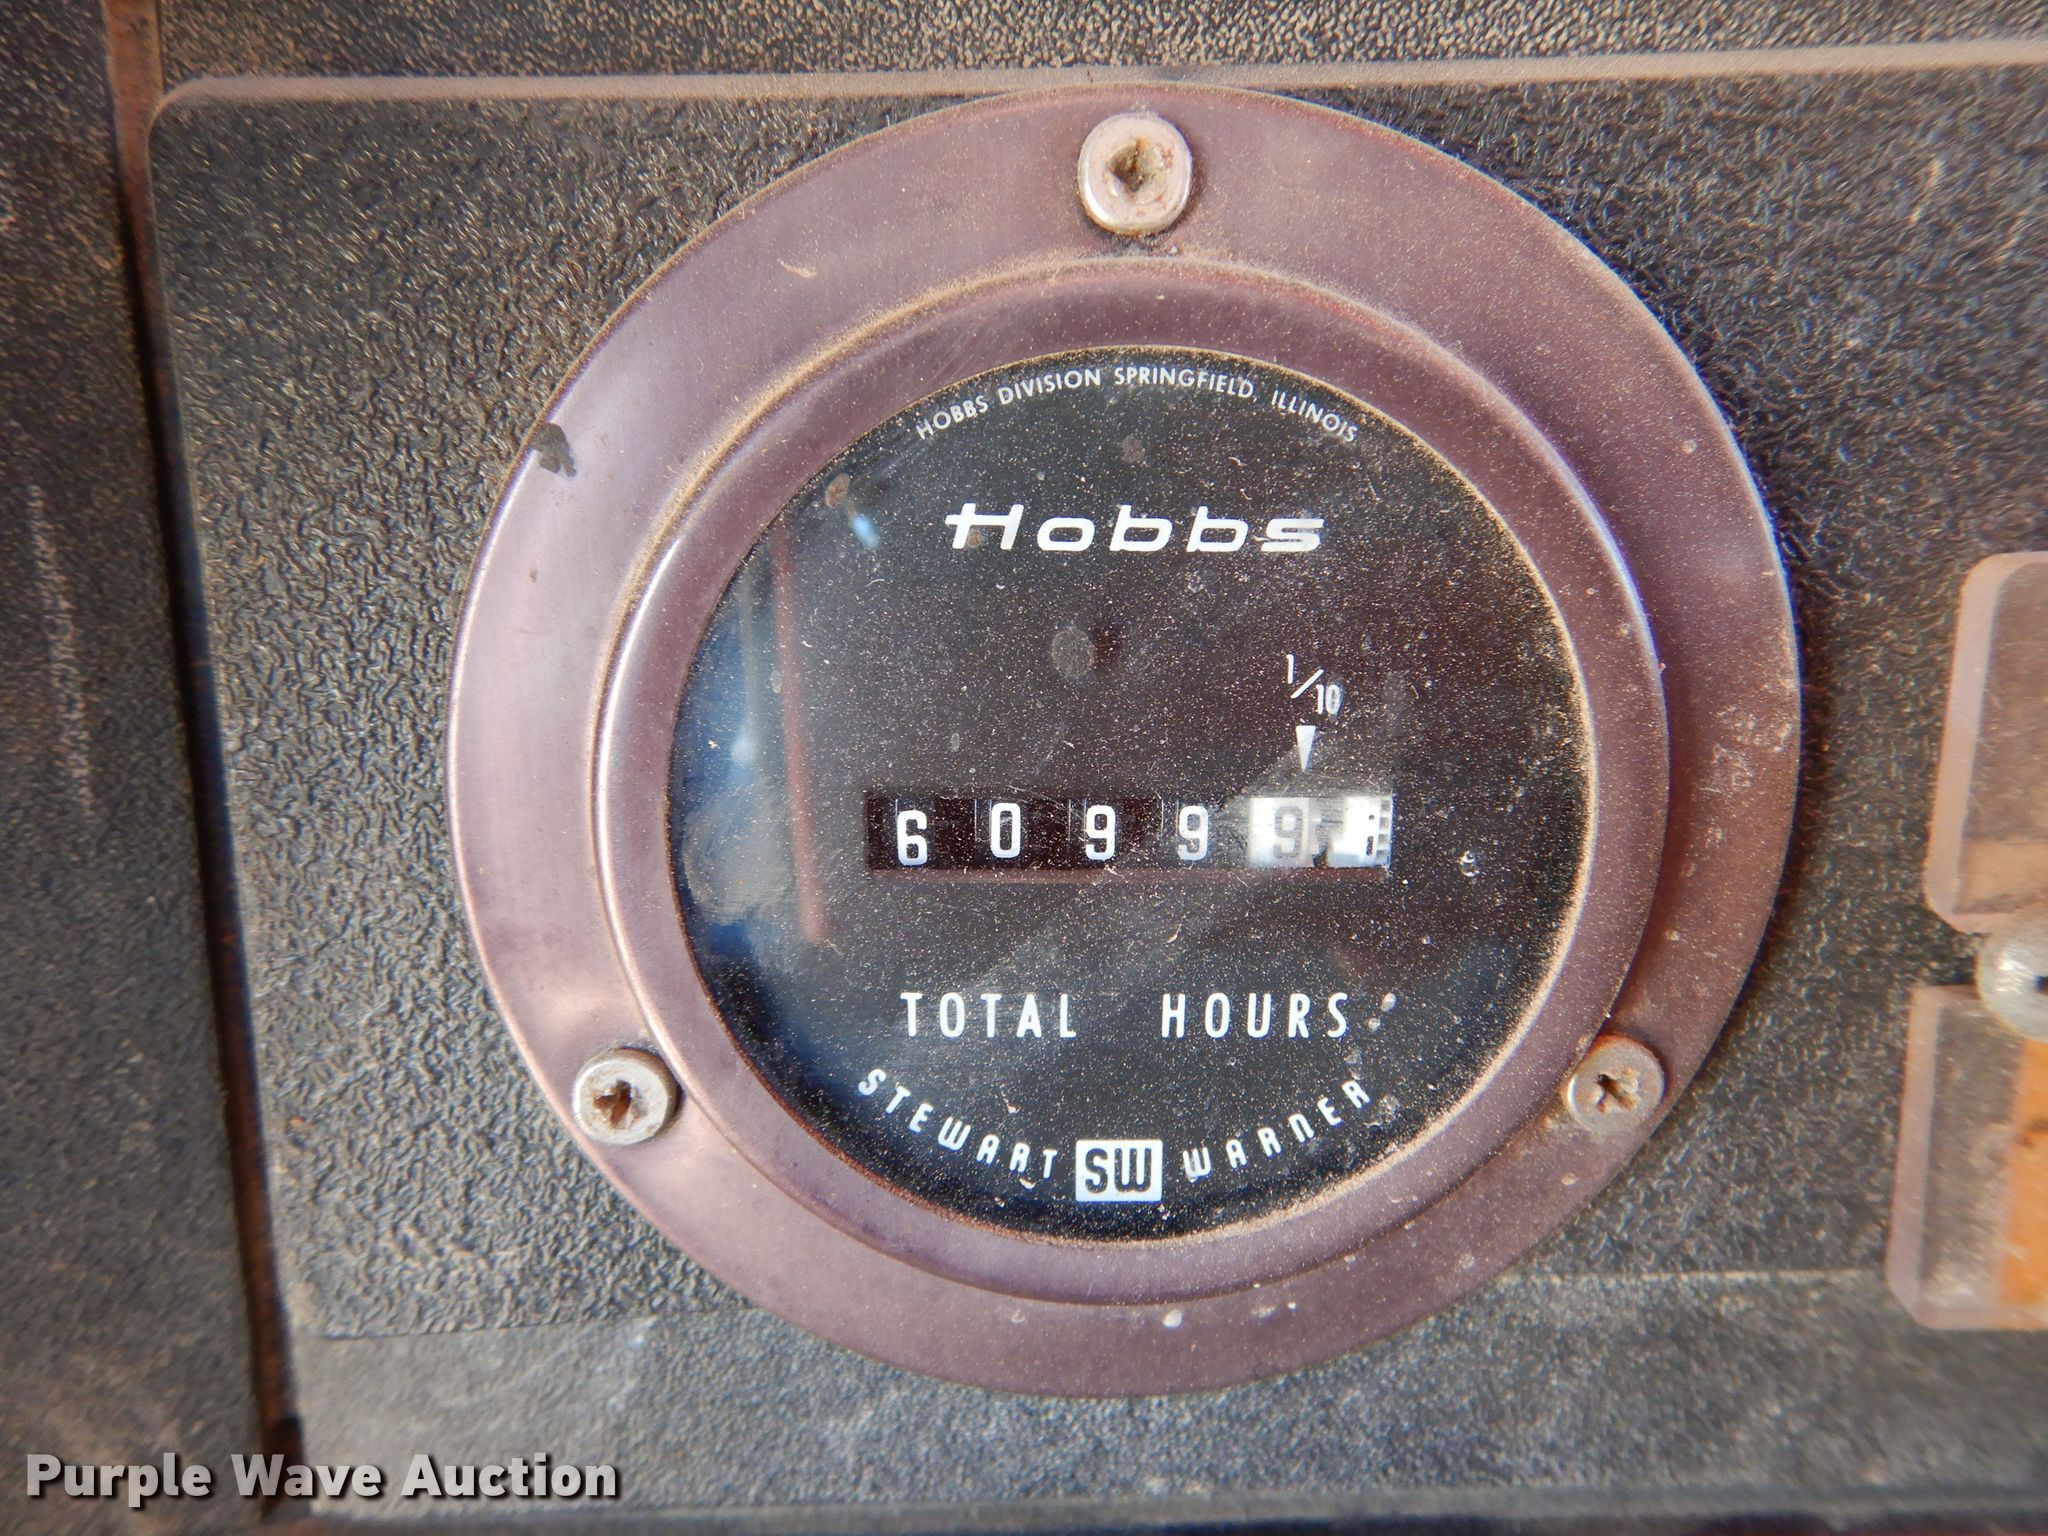 HOBBS DIVISION SPRINGFIELD, ILLINOIS
Hobbs
1/10
6 0 9 9 9
TOTAL HOURS
STEWART SW WARNER
Purple Wave Auction